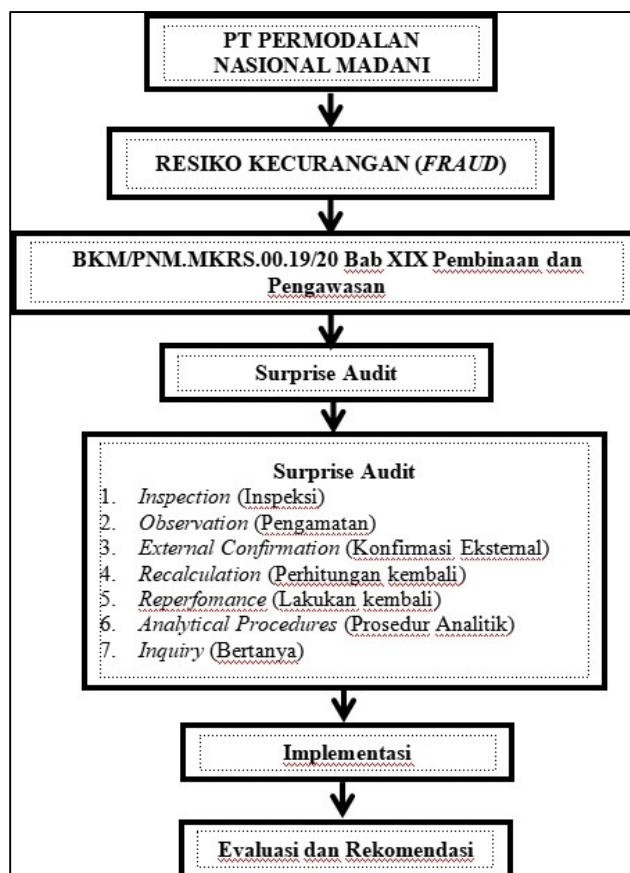 PT PERMODALAN
NASIONAL MADANI
RESIKO KECURANGAN (FRAUD)
BKM/PNM.MKRS.00.19/20 Bab XIX Pembinaan dan
Pengawasan
Surprise Audit
Surprise Audit
1. Inspection (Inspeksi)
2. Observation (Pengamatan)
3. External Confirmation (Konfirmasi Eksternal)
4. Recalculation (Perhitungan kembali)
5. Reperfomance (Lakukan kembali)
6. Analytical Procedures (Prosedur Analitik)
7. Inquiry (Bertanya)
Implementasi
Evaluasi dan Rekomendasi